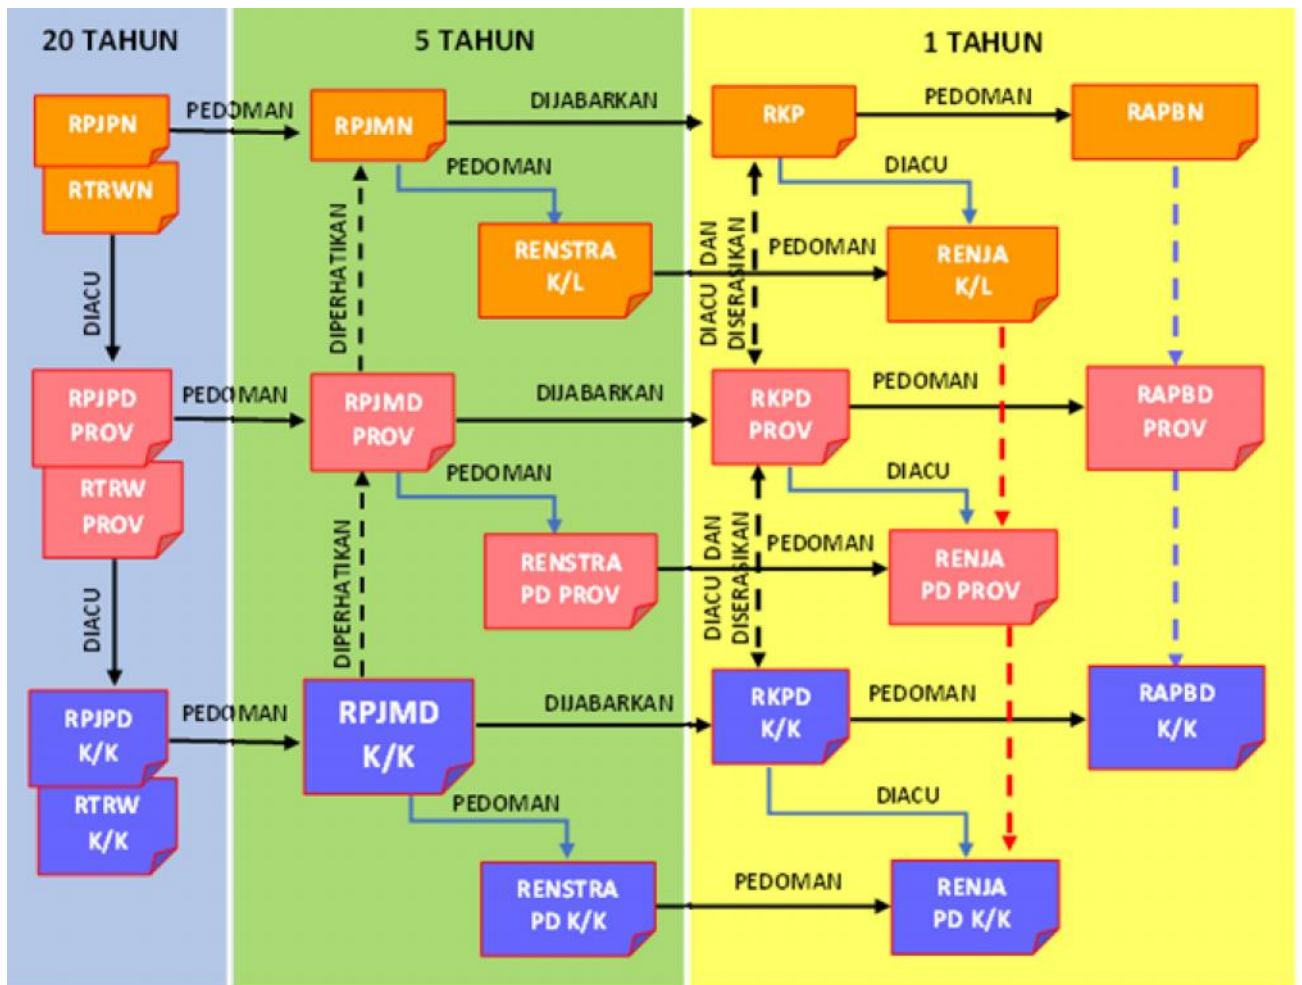 20 TAHUN
5 TAHUN
1 TAHUN
RPJPN
PEDOMAN
RPJMN
DIJABARKAN
RKP
PEDOMAN
RAPBN
RTRWN
PEDOMAN
DIACU
RENSTRA
K/L
PEDOMAN
RENJA
K/L
DIACU
DIPERHATIKAN
DIACU DAN
DISERASIKAN
RPJPD
PROV
PEDOMAN
RPJMD
PROV
DIJABARKAN
RKPD
PROV
PEDOMAN
RAPBD
PROV
RTRW
PROV
PEDOMAN
DIACU
RENSTRA
PD PROV
PEDOMAN
RENJA
PD PROV
DIACU
DIPERHATIKAN
DIACU DAN
DISERASIKAN
RPJPD
K/K
PEDOMAN
RPJMD
K/K
DIJABARKAN
RKPD
K/K
PEDOMAN
RAPBD
K/K
RTRW
K/K
PEDOMAN
DIACU
RENSTRA
PD K/K
PEDOMAN
RENJA
PD K/K